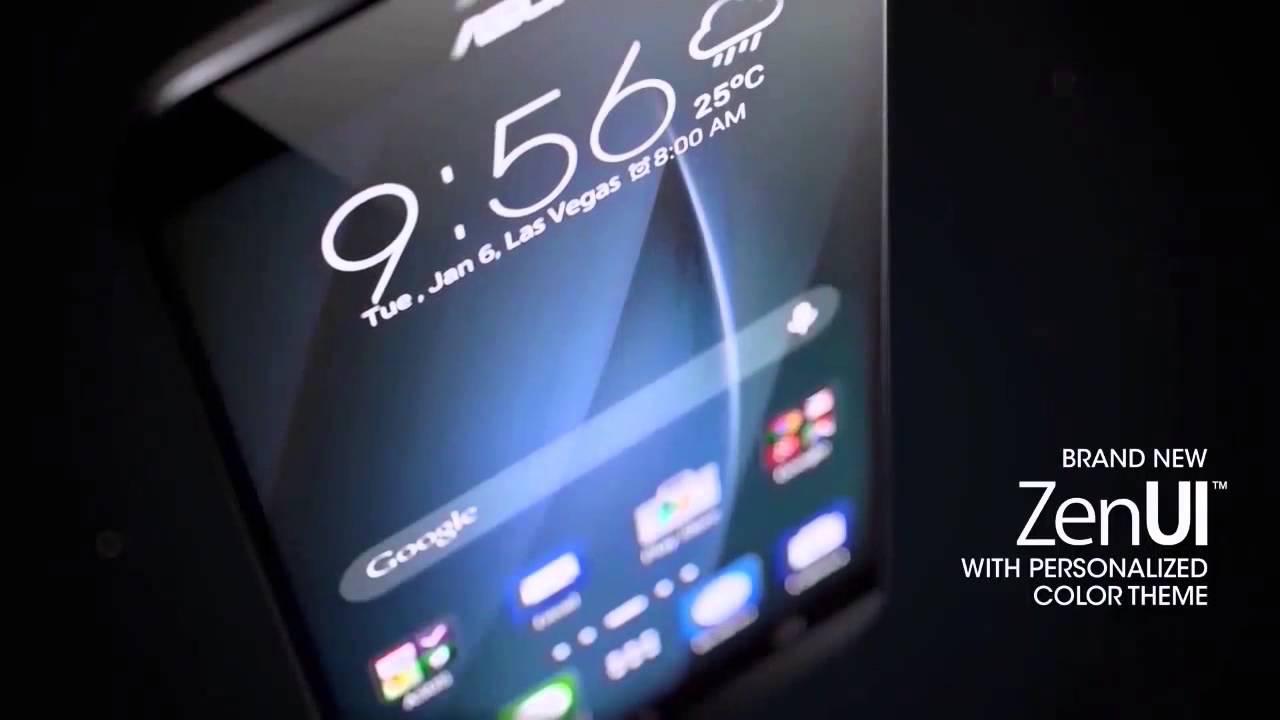 ASUS
9:56
25°C
Tue, Jan 6, Las Vegas 8:00 AM
Google
BRAND NEW
ZenUI™
WITH PERSONALIZED
COLOR THEME